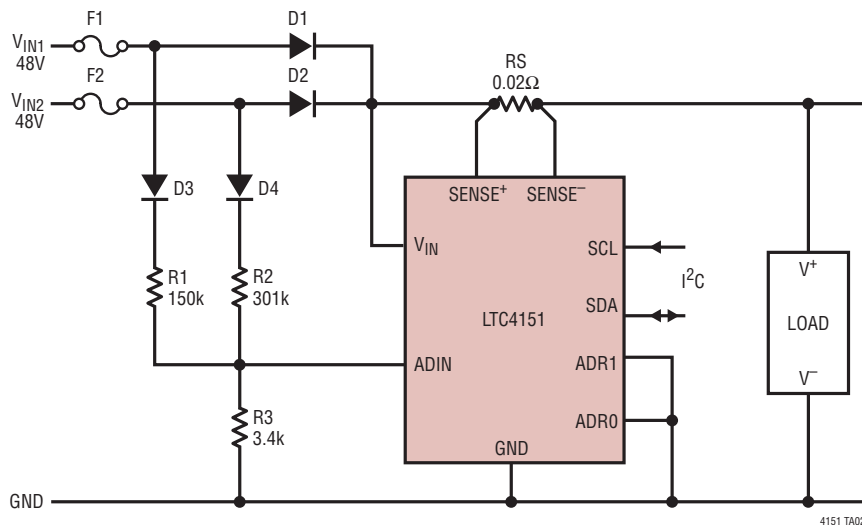 F1
D1
V_IN1
48V
F2
D2
V_IN2
48V
RS
0.02Ω
D3
D4
SENSE⁺
SENSE⁻
V_IN
SCL
I²C
R1
150k
R2
301k
SDA
LTC4151
V⁺
LOAD
V⁻
ADIN
ADR1
R3
3.4k
ADR0
GND
GND
4151 TA02